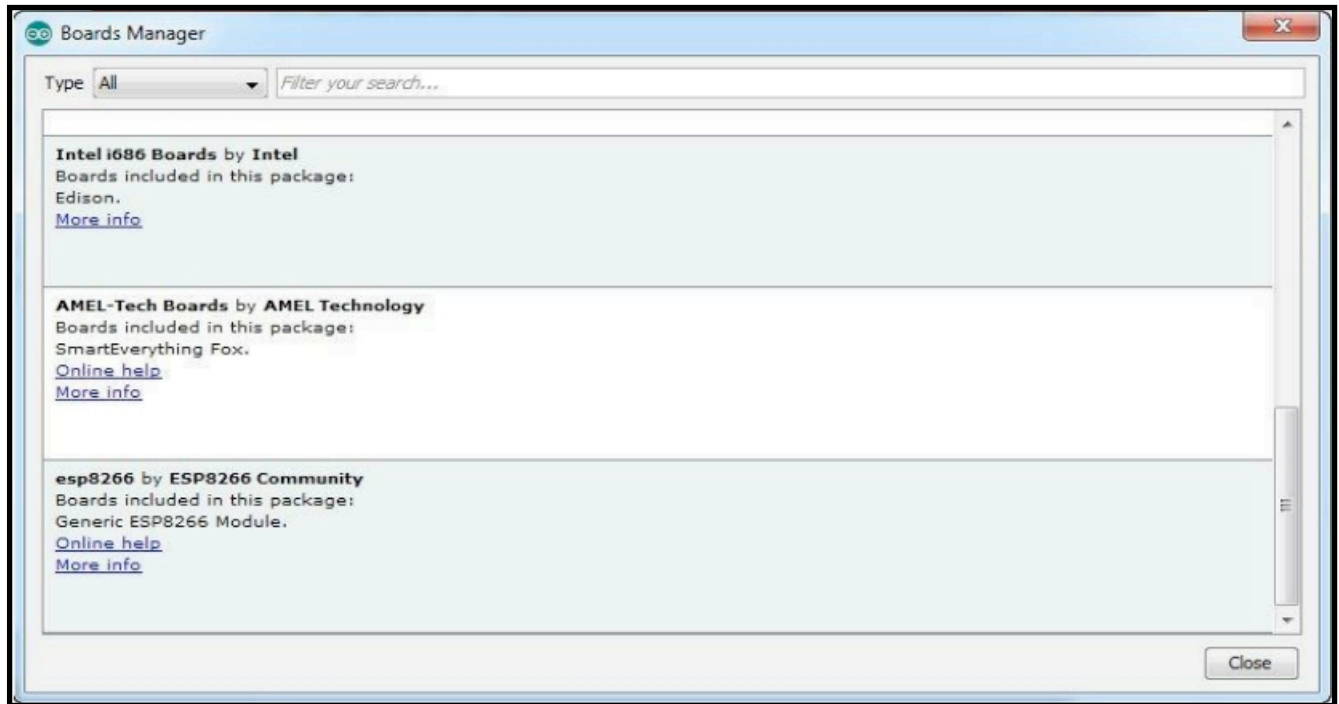 Boards Manager
Type All Filter your search...
Intel i686 Boards by Intel
Boards included in this package:
Edison.
More info
AMEL-Tech Boards by AMEL Technology
Boards included in this package:
SmartEverything Fox.
Online help
More info
esp8266 by ESP8266 Community
Boards included in this package:
Generic ESP8266 Module.
Online help
More info
Close